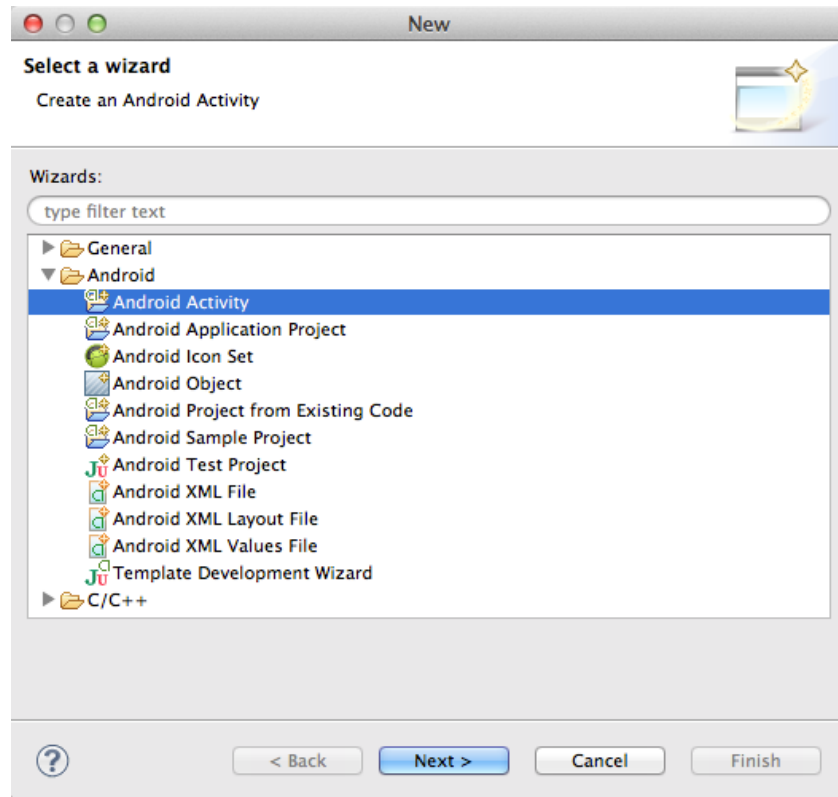 New
Select a wizard
Create an Android Activity
Wizards:
type filter text
General
Android
Android Activity
Android Application Project
Android Icon Set
Android Object
Android Project from Existing Code
Android Sample Project
Android Test Project
Android XML File
Android XML Layout File
Android XML Values File
Template Development Wizard
C/C++
? < Back Next > Cancel Finish